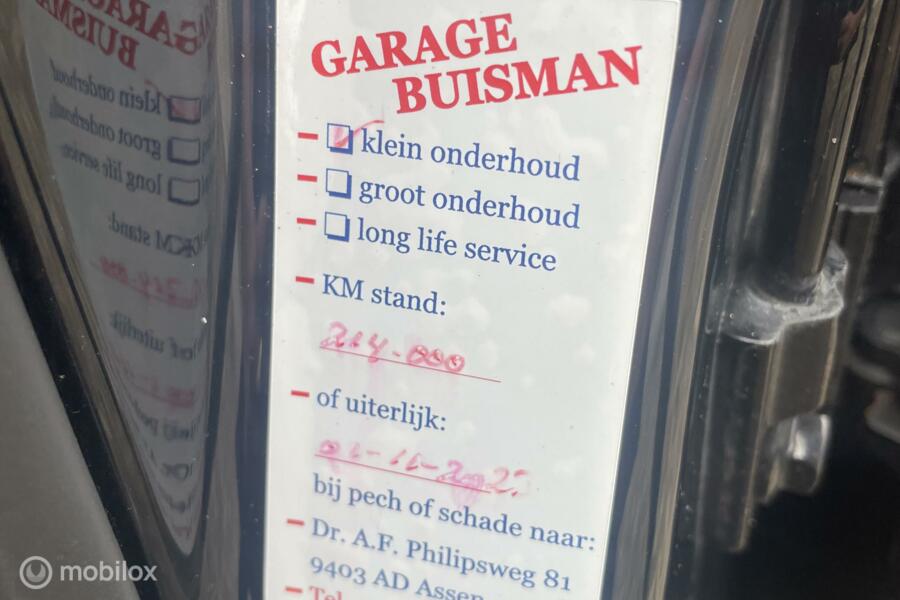 GARAGE
BUISMAN
klein onderhoud
groot onderhoud
long life service
KM stand:
214-000
of uiterlijk:
bij pech of schade naar:
Dr. A.F. Philipsweg 81
9403 AD Assen
mobilox